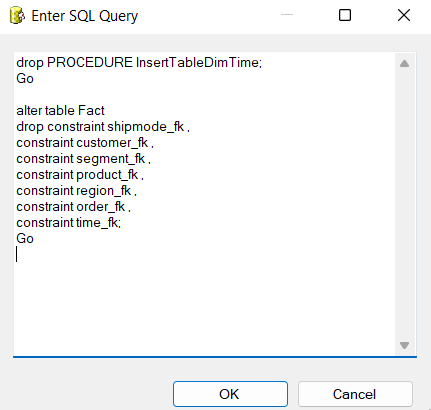 Enter SQL Query
drop PROCEDURE InsertTableDimTime;
Go
alter table Fact
drop constraint shipmode_fk ,
constraint customer_fk ,
constraint segment_fk ,
constraint product_fk ,
constraint region_fk ,
constraint order_fk ,
constraint time_fk;
Go
OK
Cancel